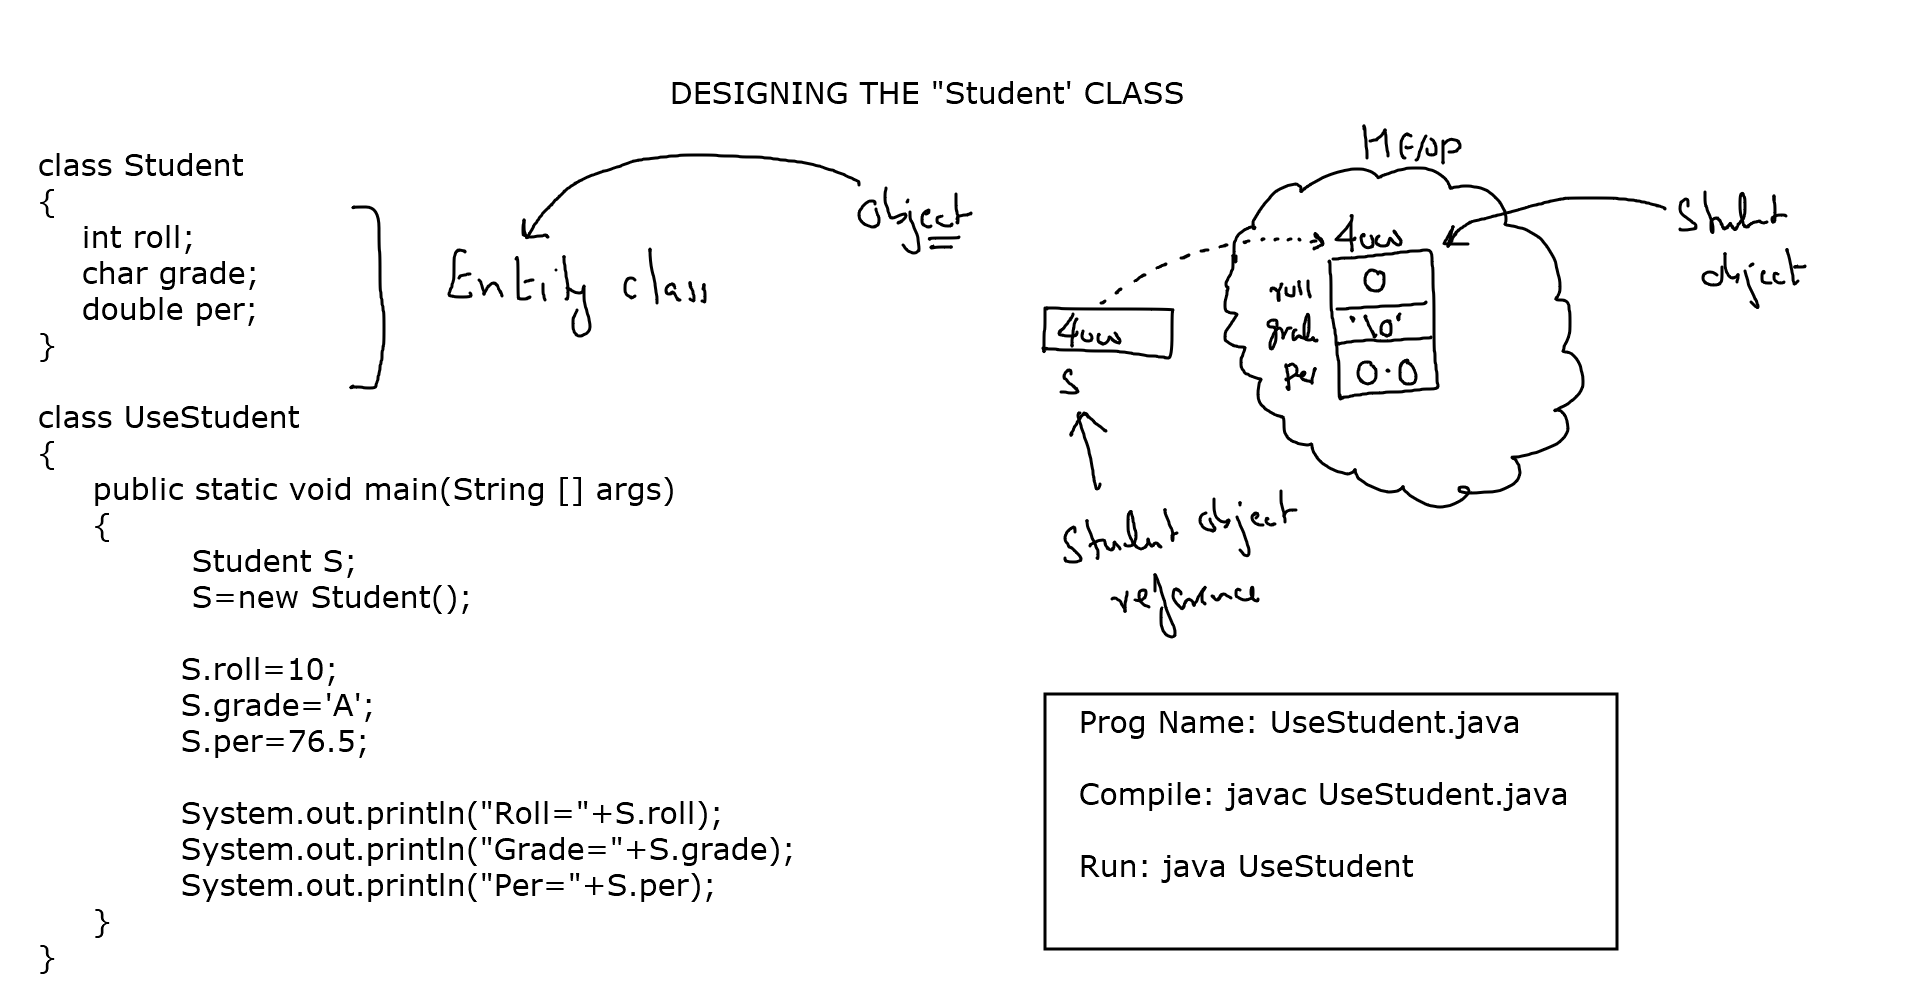 DESIGNING THE "Student' CLASS
class Student
{
int roll;
char grade;
double per;
}
Entity class
object
class UseStudent
{
public static void main(String [] args)
{
Student S;
S=new Student();
S.roll=10;
S.grade='A';
S.per=76.5;
System.out.println("Roll="+S.roll);
System.out.println("Grade="+S.grade);
System.out.println("Per="+S.per);
}
}
4000
roll 0
grade '\0'
per 0.0
Student
object
4000
S
Student object
reference
Prog Name: UseStudent.java
Compile: javac UseStudent.java
Run: java UseStudent